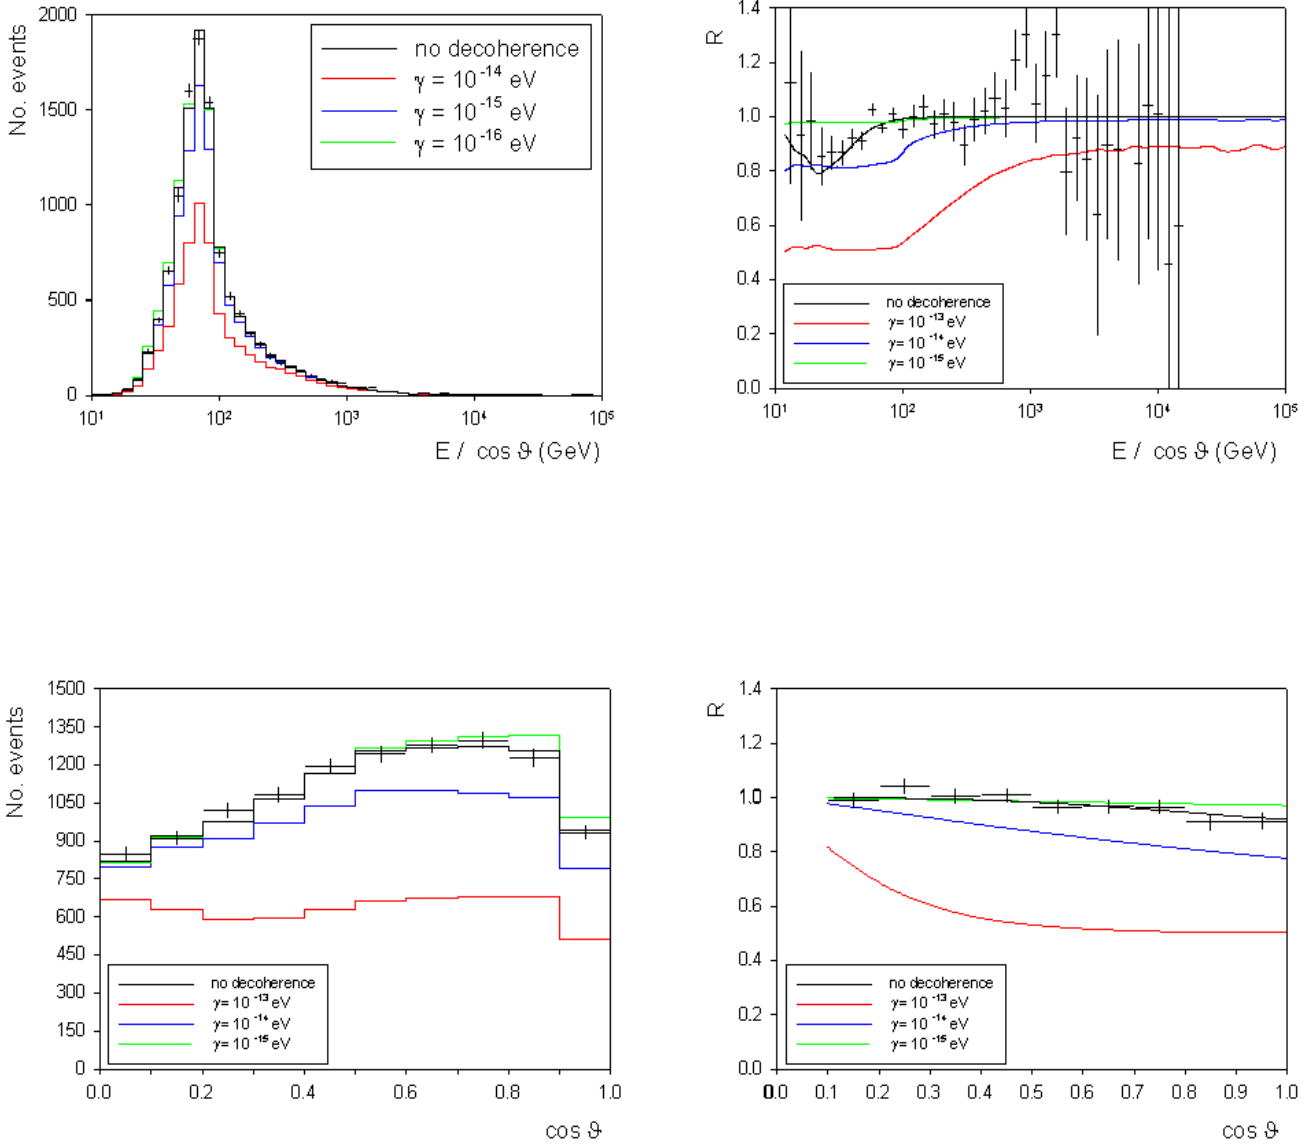 No. events
2000
1500
1000
500
0
10¹ 10² 10³ 10⁴ 10⁵
E / cos ϑ (GeV)
no decoherence
γ = 10⁻¹⁴ eV
γ = 10⁻¹⁵ eV
γ = 10⁻¹⁶ eV
R
1.4
1.2
1.0
0.8
0.6
0.4
0.2
0.0
10¹ 10² 10³ 10⁴ 10⁵
E / cos ϑ (GeV)
no decoherence
γ = 10⁻¹³ eV
γ = 10⁻¹⁴ eV
γ = 10⁻¹⁵ eV
No. events
1500
1350
1200
1050
900
750
600
450
300
150
0
0.0 0.2 0.4 0.6 0.8 1.0
cos ϑ
no decoherence
γ = 10⁻¹³ eV
γ = 10⁻¹⁴ eV
γ = 10⁻¹⁵ eV
R
1.4
1.2
1.0
0.8
0.6
0.4
0.2
0.0
0.0 0.1 0.2 0.3 0.4 0.5 0.6 0.7 0.8 0.9 1.0
cos ϑ
no decoherence
γ = 10⁻¹³ eV
γ = 10⁻¹⁴ eV
γ = 10⁻¹⁵ eV